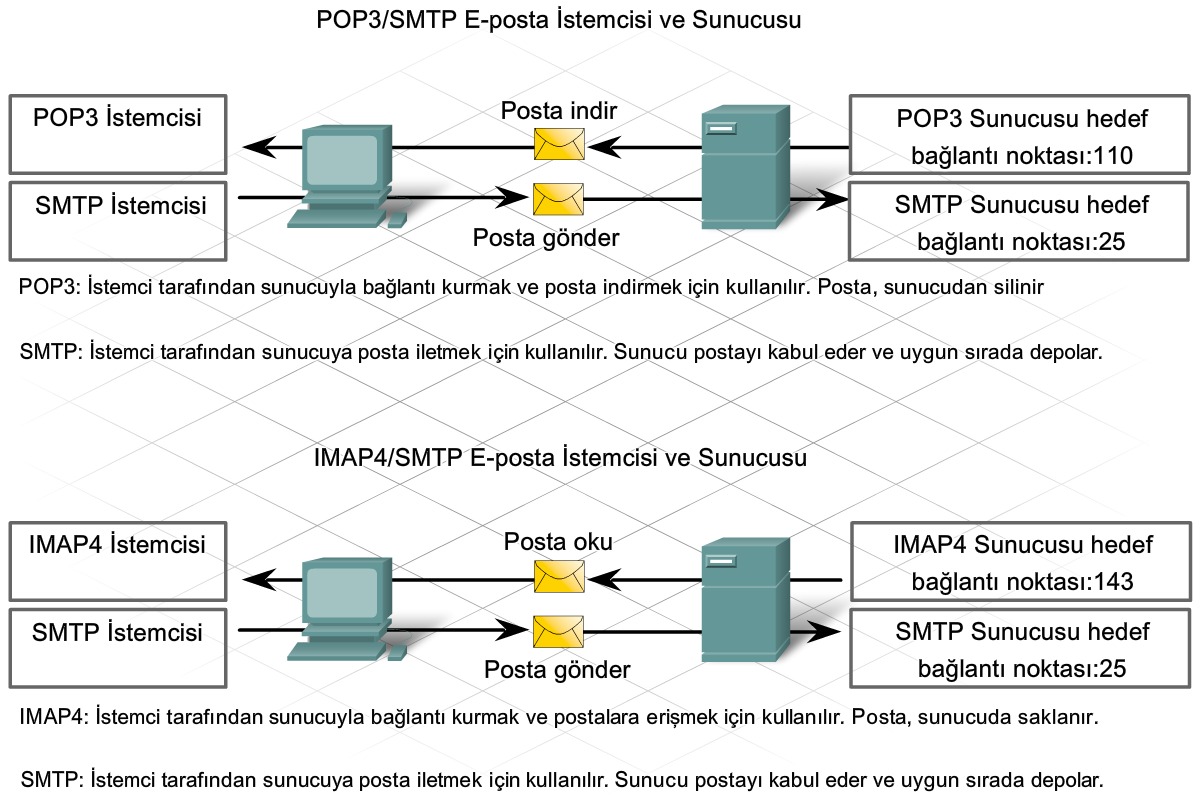 POP3/SMTP E-posta İstemcisi ve Sunucusu
POP3 İstemcisi
Posta indir
POP3 Sunucusu hedef
bağlantı noktası:110
SMTP İstemcisi
Posta gönder
SMTP Sunucusu hedef
bağlantı noktası:25
POP3: İstemci tarafından sunucuyla bağlantı kurmak ve posta indirmek için kullanılır. Posta, sunucudan silinir
SMTP: İstemci tarafından sunucuya posta iletmek için kullanılır. Sunucu postayı kabul eder ve uygun sırada depolar.
IMAP4/SMTP E-posta İstemcisi ve Sunucusu
IMAP4 İstemcisi
Posta oku
IMAP4 Sunucusu hedef
bağlantı noktası:143
SMTP İstemcisi
Posta gönder
SMTP Sunucusu hedef
bağlantı noktası:25
IMAP4: İstemci tarafından sunucuyla bağlantı kurmak ve postalara erişmek için kullanılır. Posta, sunucuda saklanır.
SMTP: İstemci tarafından sunucuya posta iletmek için kullanılır. Sunucu postayı kabul eder ve uygun sırada depolar.